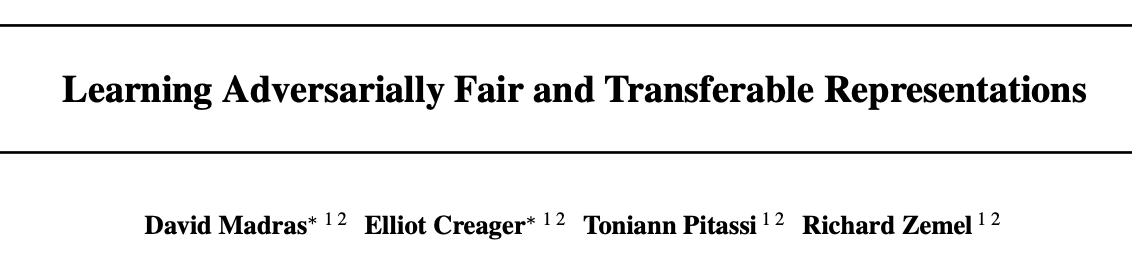 Learning Adversarially Fair and Transferable Representations
David Madras* 1 2 Elliot Creager* 1 2 Toniann Pitassi 1 2 Richard Zemel 1 2